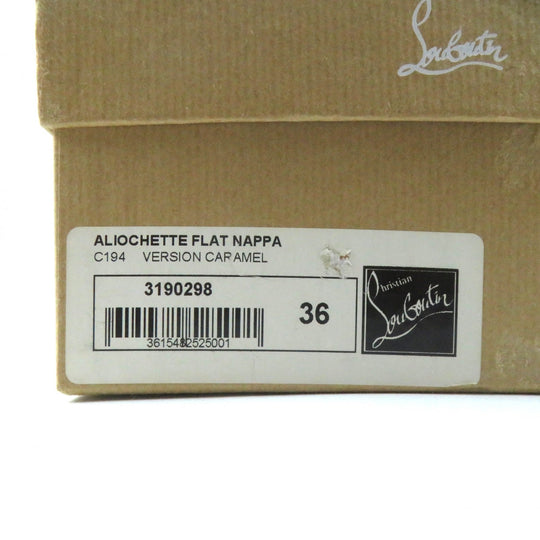 Louboutin
ALIOCHETTE FLAT NAPPA
C194 VERSION CARAMEL
3190298
36
3615482525001
Christian
Louboutin